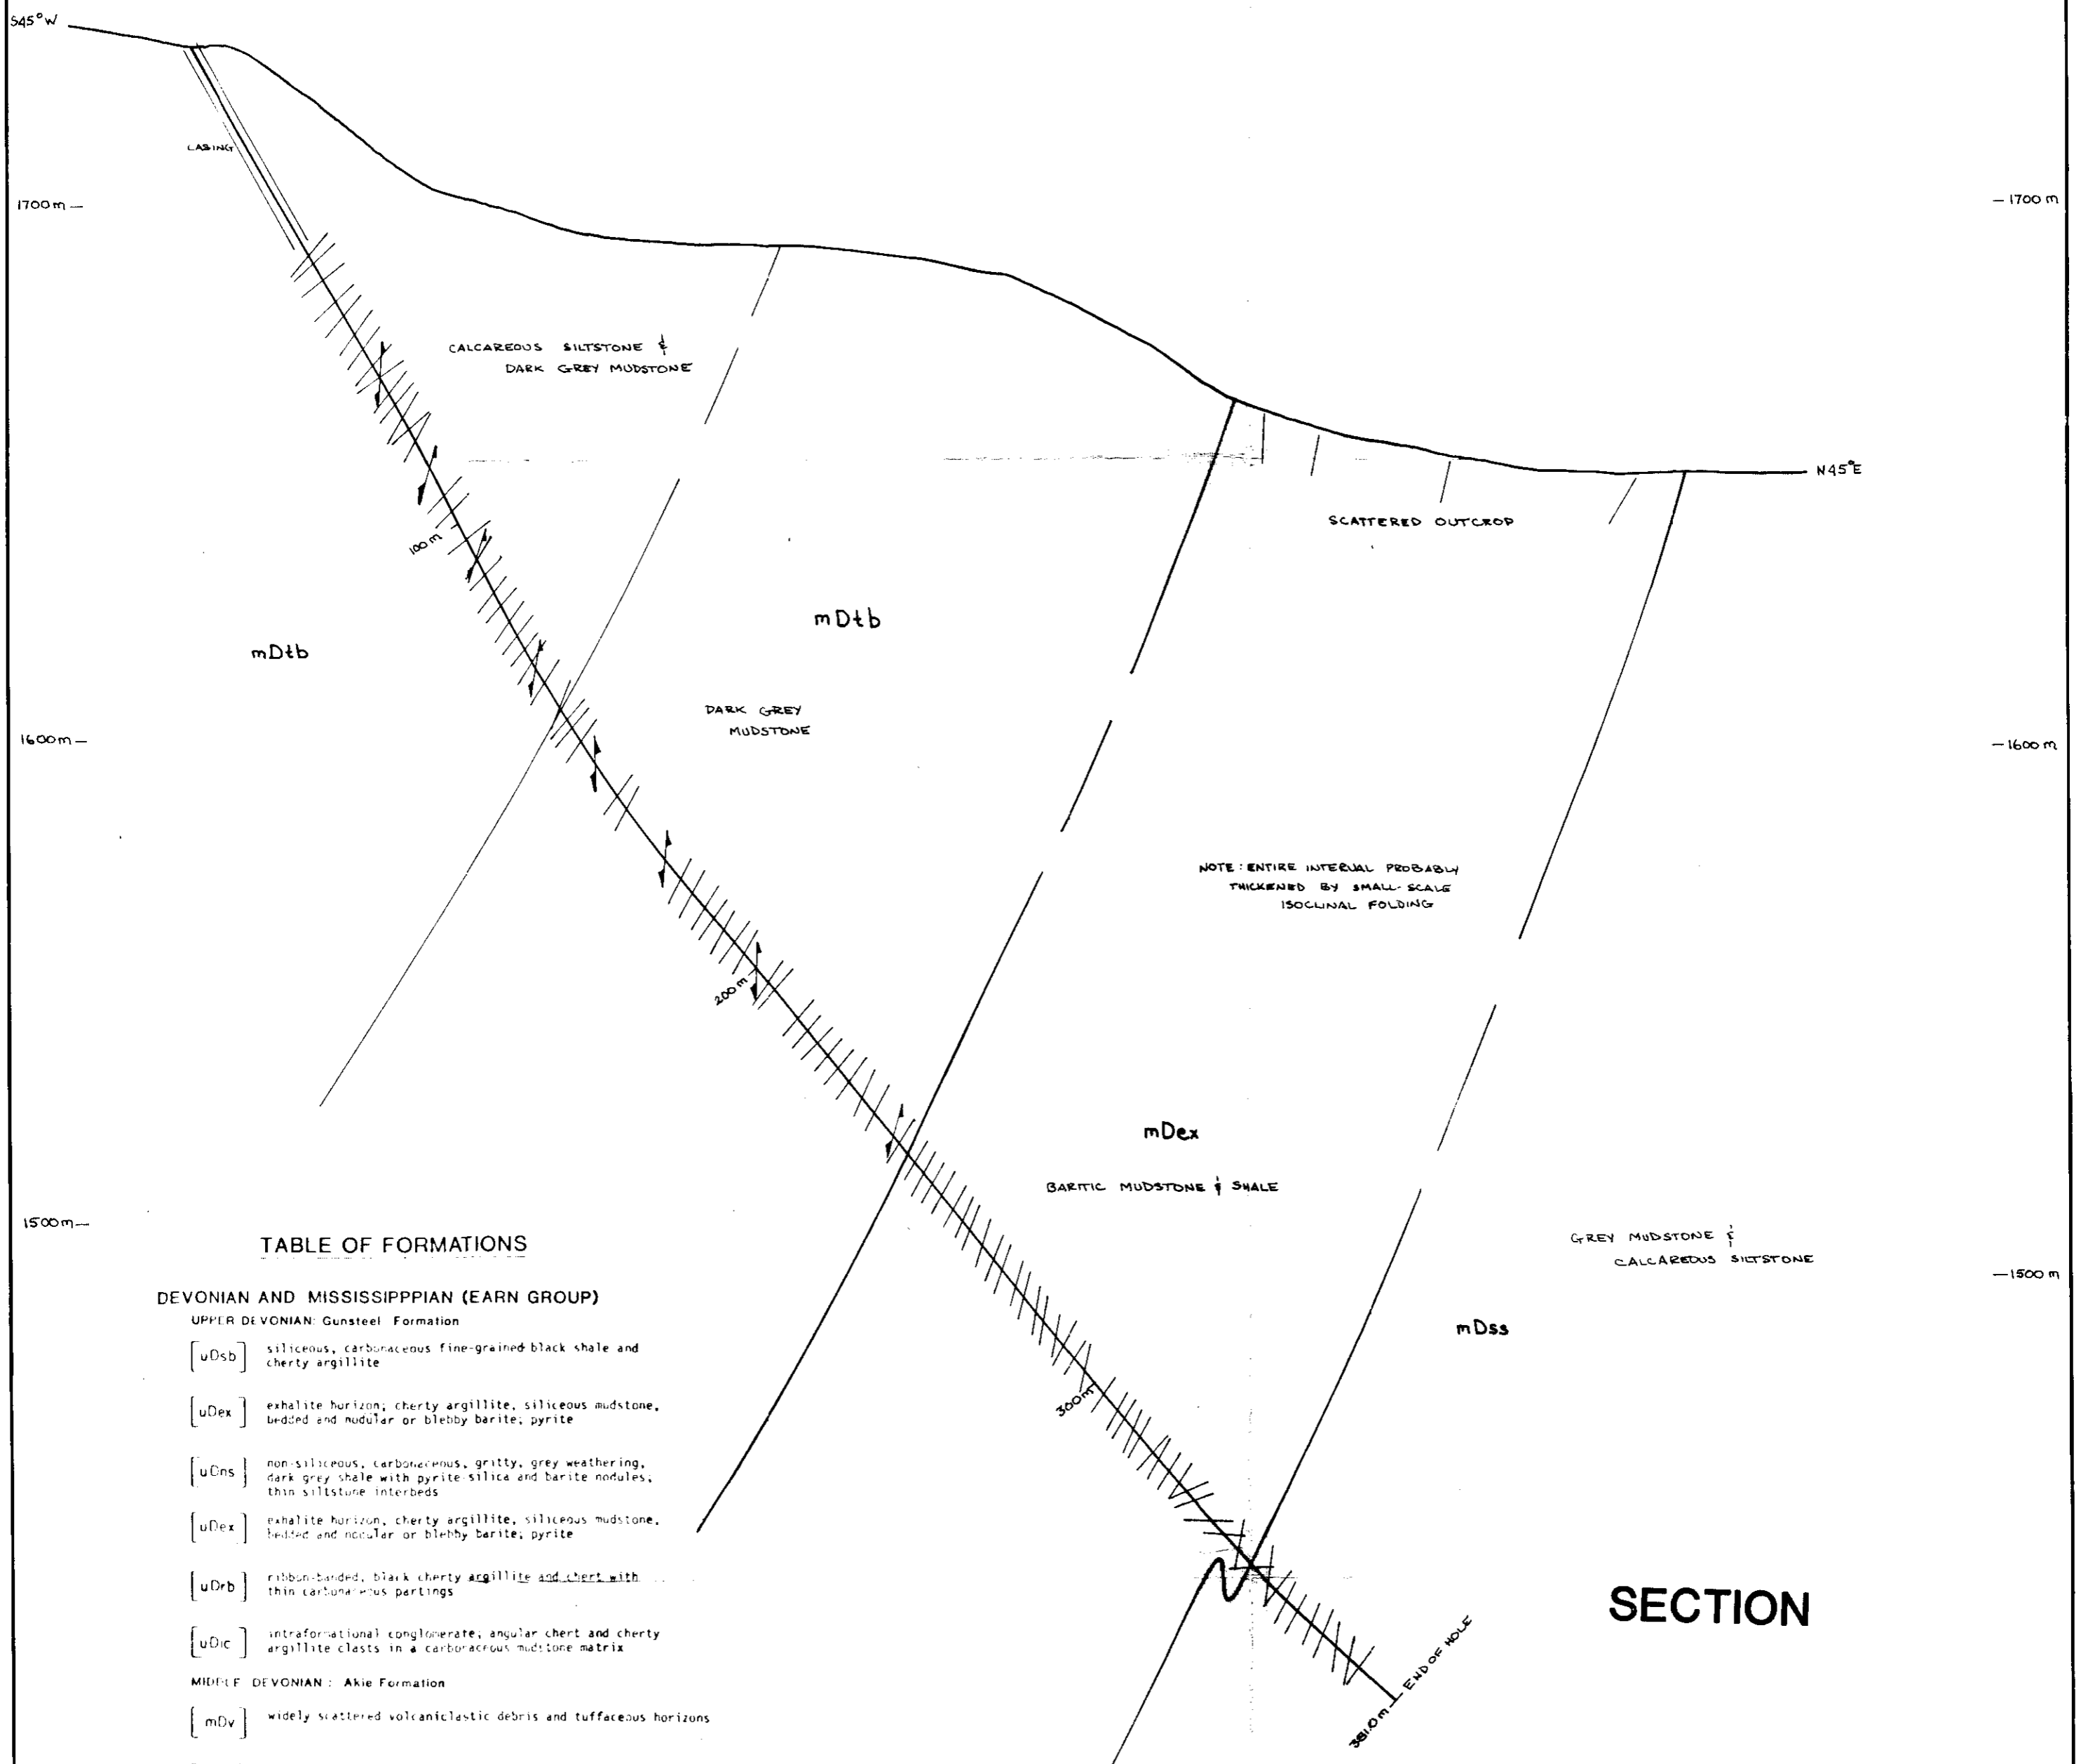 S45°W
LASING
1700m
1700 m
CALCAREOUS SILTSTONE &
DARK GREY MUDSTONE
N45°E
SCATTERED OUTCROP
100 m
mDtb
mDtb
DARK GREY
MUDSTONE
1600m
1600 m
NOTE: ENTIRE INTERVAL PROBABLY
THICKENED BY SMALL-SCALE
ISOCLINAL FOLDING
200 m
mDex
BARITIC MUDSTONE & SHALE
1500m
GREY MUDSTONE &
CALCAREOUS SILTSTONE
1500 m
mDss
300m
SECTION
END OF HOLE
381.0 m
TABLE OF FORMATIONS
DEVONIAN AND MISSISSIPPPIAN (EARN GROUP)
UPPER DEVONIAN: Gunsteel Formation
[uDsb] siliceous, carbonaceous fine-grained black shale and
cherty argillite
[uDex] exhalite horizon; cherty argillite, siliceous mudstone,
bedded and nodular or blebby barite; pyrite
[uDns] non-siliceous, carbonaceous, gritty, grey weathering,
dark grey shale with pyrite-silica and barite nodules;
thin siltstone interbeds
[uDex] exhalite horizon, cherty argillite, siliceous mudstone,
bedded and nodular or blebby barite; pyrite
[uDrb] ribbon-banded, black cherty argillite and chert with
thin carbonaceous partings
[uDic] intraformational conglomerate; angular chert and cherty
argillite clasts in a carbonaceous mudstone matrix
MIDDLE DEVONIAN: Akie Formation
[mDv] widely scattered volcaniclastic debris and tuffaceous horizons